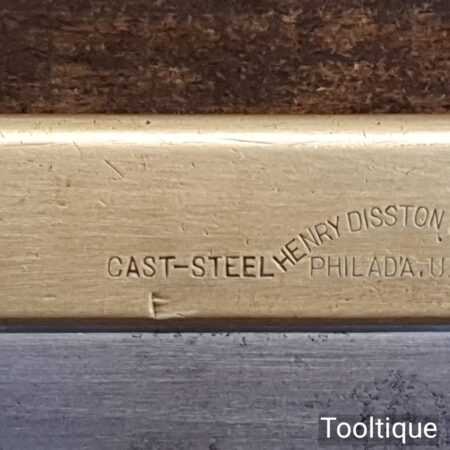 HENRY DISSTON
CAST-STEEL PHILAD'A. U
Tooltique